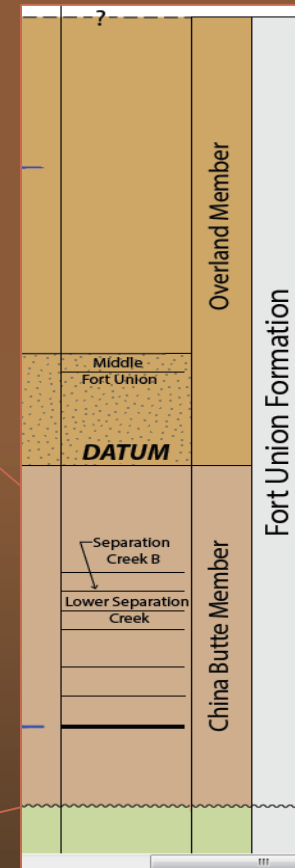 ?
Overland Member
Fort Union Formation
Middle
Fort Union
DATUM
Separation
Creek B
Lower Separation
Creek
China Butte Member